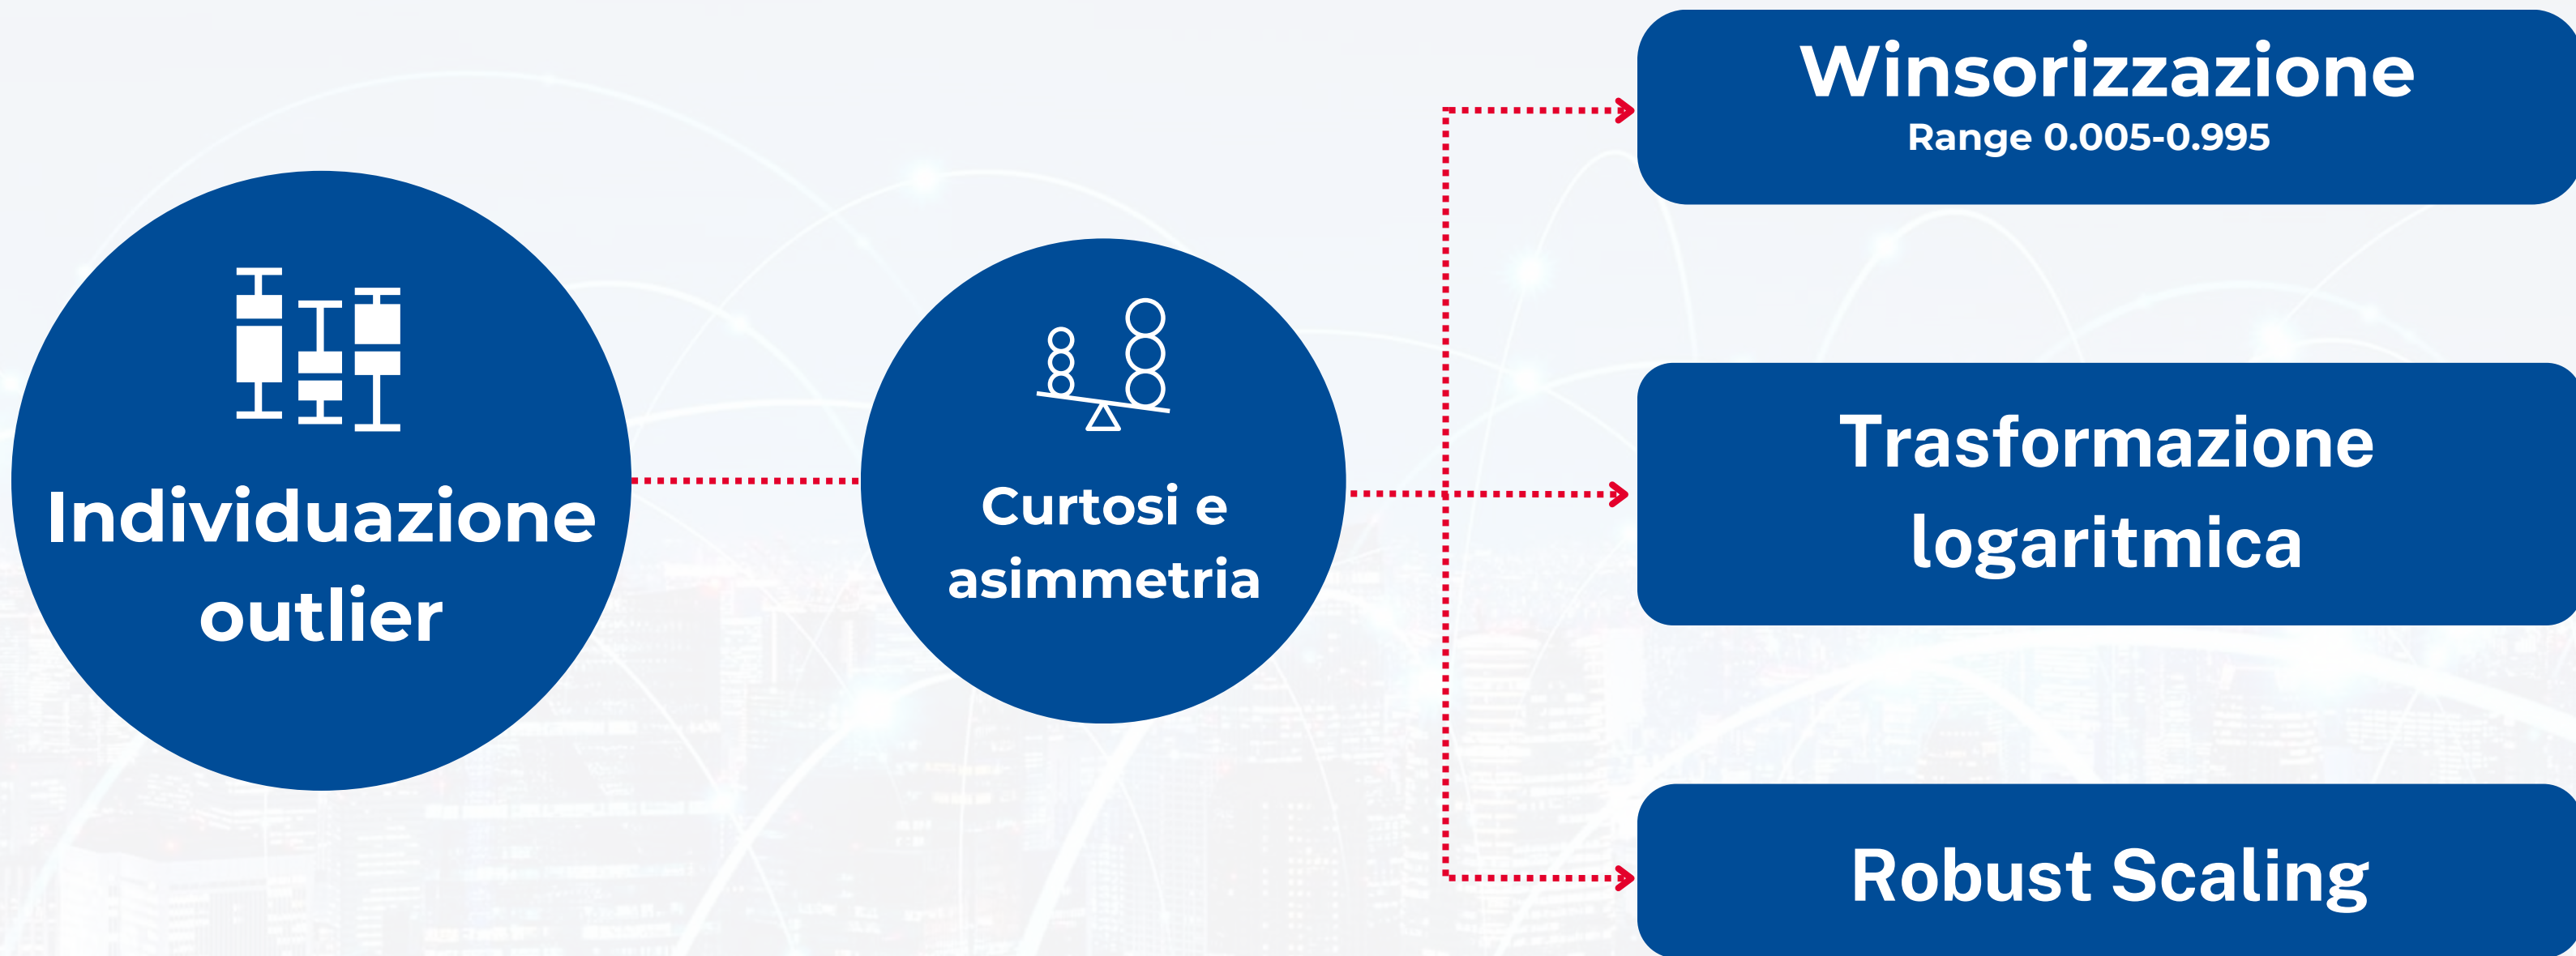 Individuazione
outlier
Curtosi e
asimmetria
Winsorizzazione
Range 0.005-0.995
Trasformazione
logaritmica
Robust Scaling